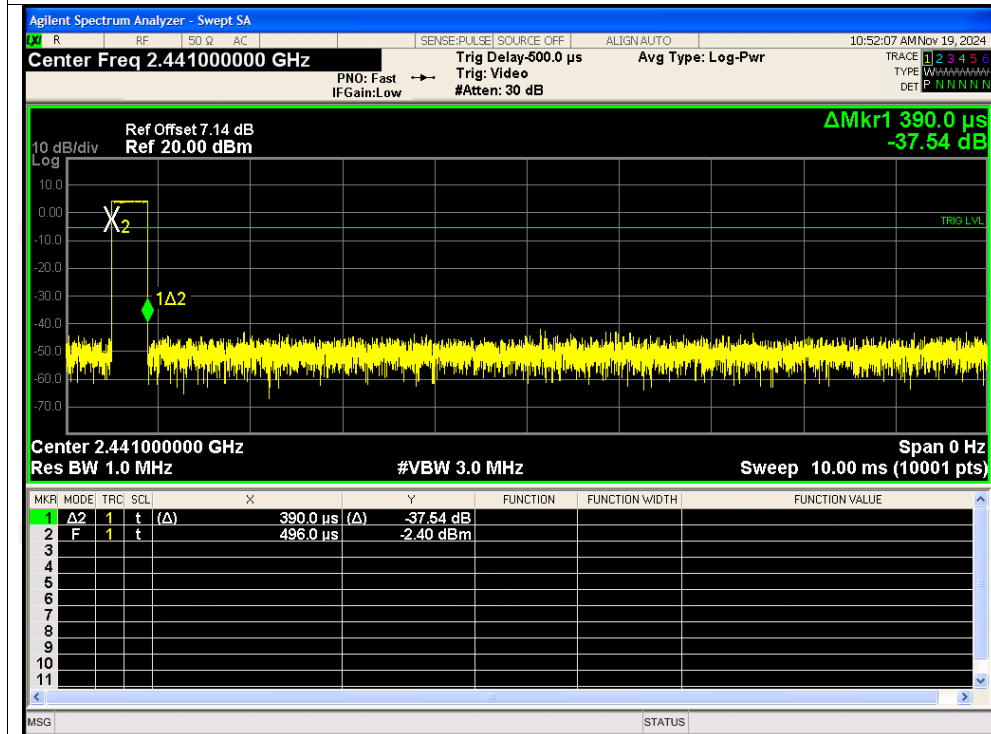 Agilent Spectrum Analyzer - Swept SA
LXI R RF 50 Ω AC SENSE:PULSE SOURCE OFF ALIGN AUTO 10:52:07 AM Nov 19, 2024
Center Freq 2.441000000 GHz Trig Delay-500.0 µs Avg Type: Log-Pwr TRACE 1 2 3 4 5 6
PNO: Fast Trig: Video TYPE WWWWWW
IFGain:Low #Atten: 30 dB DET P N N N N N
ΔMkr1 390.0 µs
Ref Offset 7.14 dB
10 dB/div Ref 20.00 dBm -37.54 dB
Log
10.0
0.00
X2
TRIG LVL
-10.0
-20.0
-30.0
1Δ2
-40.0
-50.0
-60.0
-70.0
Center 2.441000000 GHz Span 0 Hz
Res BW 1.0 MHz #VBW 3.0 MHz Sweep 10.00 ms (10001 pts)
MKR MODE TRC SCL X Y FUNCTION FUNCTION WIDTH FUNCTION VALUE
1 Δ2 1 t (Δ) 390.0 µs (Δ) -37.54 dB
2 F 1 t 496.0 µs -2.40 dBm
3
4
5
6
7
8
9
10
11
MSG STATUS